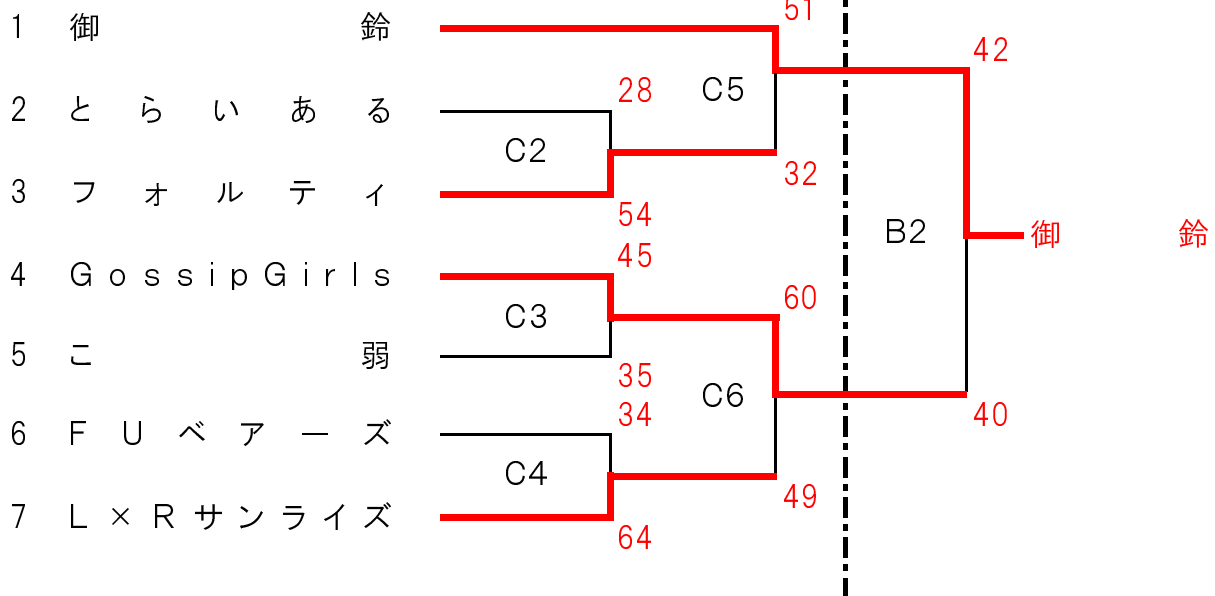 51
1 御鈴
42
C5
28
2 とらいある
C2
32
3 フォルティ
54
B2
御鈴
45
4 GossipGirls
60
C3
5 こ弱
35
C6
34
40
6 FUベアーズ
C4
49
7 L×Rサンライズ
64